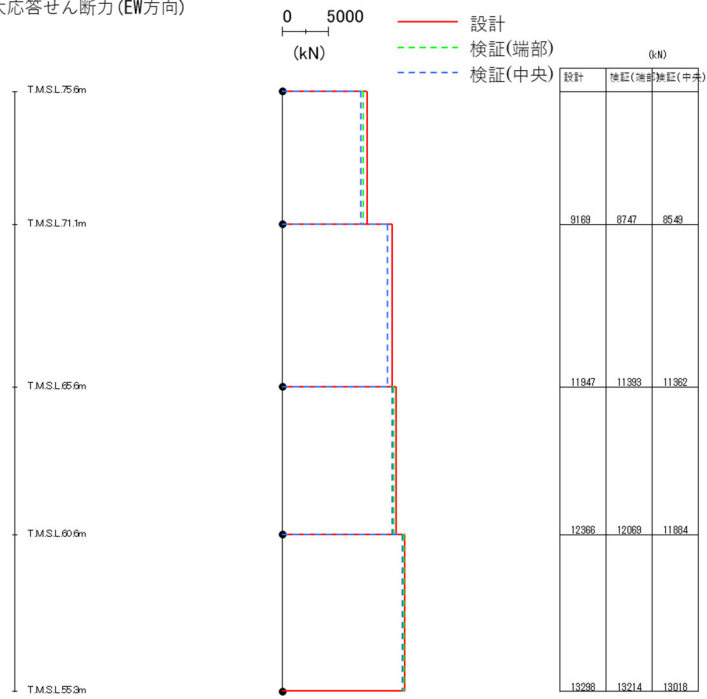 大応答せん断力(EW方向)
0 5000
(kN)
設計
検証(端部)
検証(中央)
(kN)
設計 検証(端部) 検証(中央)
T.M.S.L.75.6m
T.M.S.L.71.1m 9169 8747 8549
T.M.S.L.65.6m 11947 11393 11362
T.M.S.L.60.6m 12366 12069 11884
T.M.S.L.55.3m 13298 13214 13018